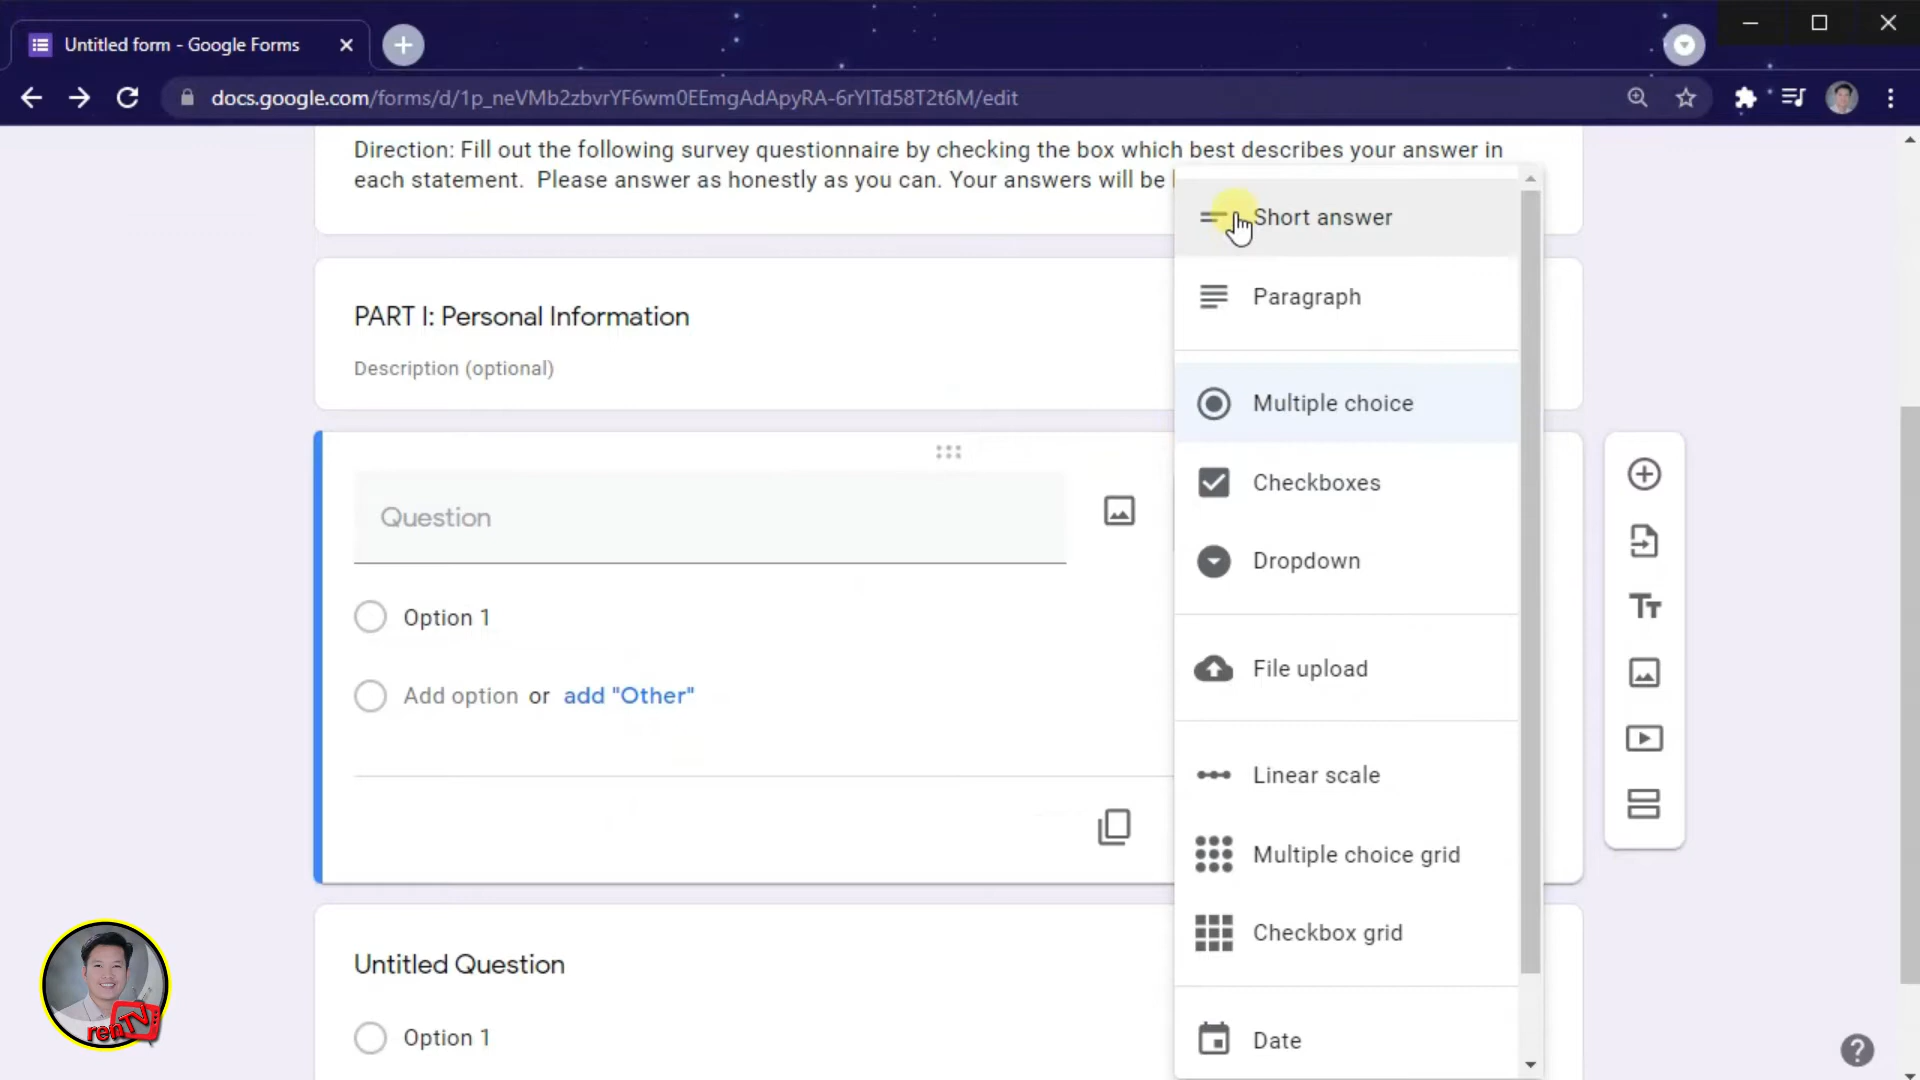 Untitled form - Google Forms
docs.google.com/forms/d/1p_neVMb2zbvrYF6wm0EEmgAdApyRA-6rYITd58T2t6M/edit
Direction: Fill out the following survey questionnaire by checking the box which best describes your answer in
each statement. Please answer as honestly as you can. Your answers will be
Short answer
Paragraph
PART I: Personal Information
Description (optional)
Multiple choice
Checkboxes
Question
Dropdown
Option 1
File upload
Add option or add "Other"
Linear scale
Multiple choice grid
Checkbox grid
Untitled Question
Option 1
Date
renTV